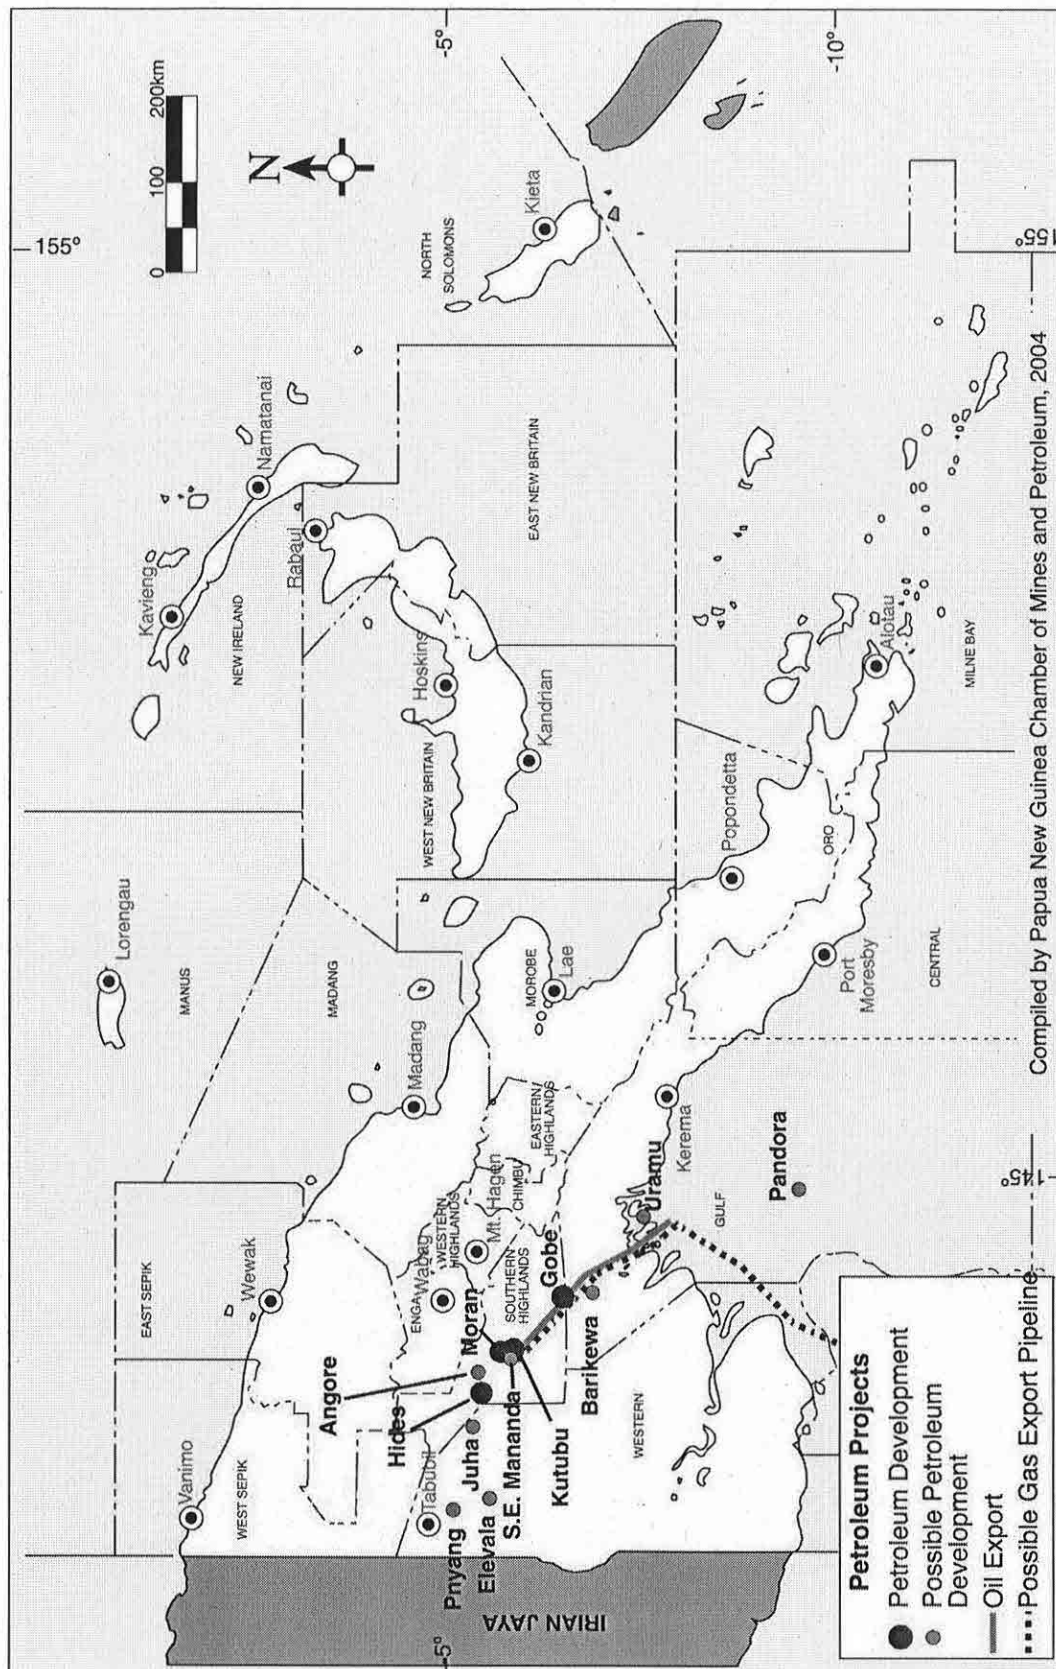 -155°
-5°
-10°
0 100 200km
N
Lorengau
MANUS
Kavieng
NEW IRELAND
Namatanai
Rabaul
NORTH
SOLOMONS
Kieta
EAST SEPIK
Wewak
Vanimo
WEST SEPIK
MADANG
Madang
WEST NEW BRITAIN
Hoskins
Kandrian
EAST NEW BRITAIN
IRIAN JAYA
-5°
Tabubil
Pnyang
Elevala
Juha
Hides
Angore
Moran
S.E. Mananda
Kutubu
Gobe
Barikewa
ENGA
Wabag
WESTERN
HIGHLANDS
Mt. Hagen
SOUTHERN
HIGHLANDS
CHIMBU
EASTERN
HIGHLANDS
MOROBE
Lae
WESTERN
Uramu
Kerema
GULF
Pandora
145°
Popondetta
ORO
Port
Moresby
CENTRAL
Alotau
MILNE BAY
155°
Petroleum Projects
Petroleum Development
Possible Petroleum
Development
Oil Export
Possible Gas Export Pipeline
Compiled by Papua New Guinea Chamber of Mines and Petroleum, 2004